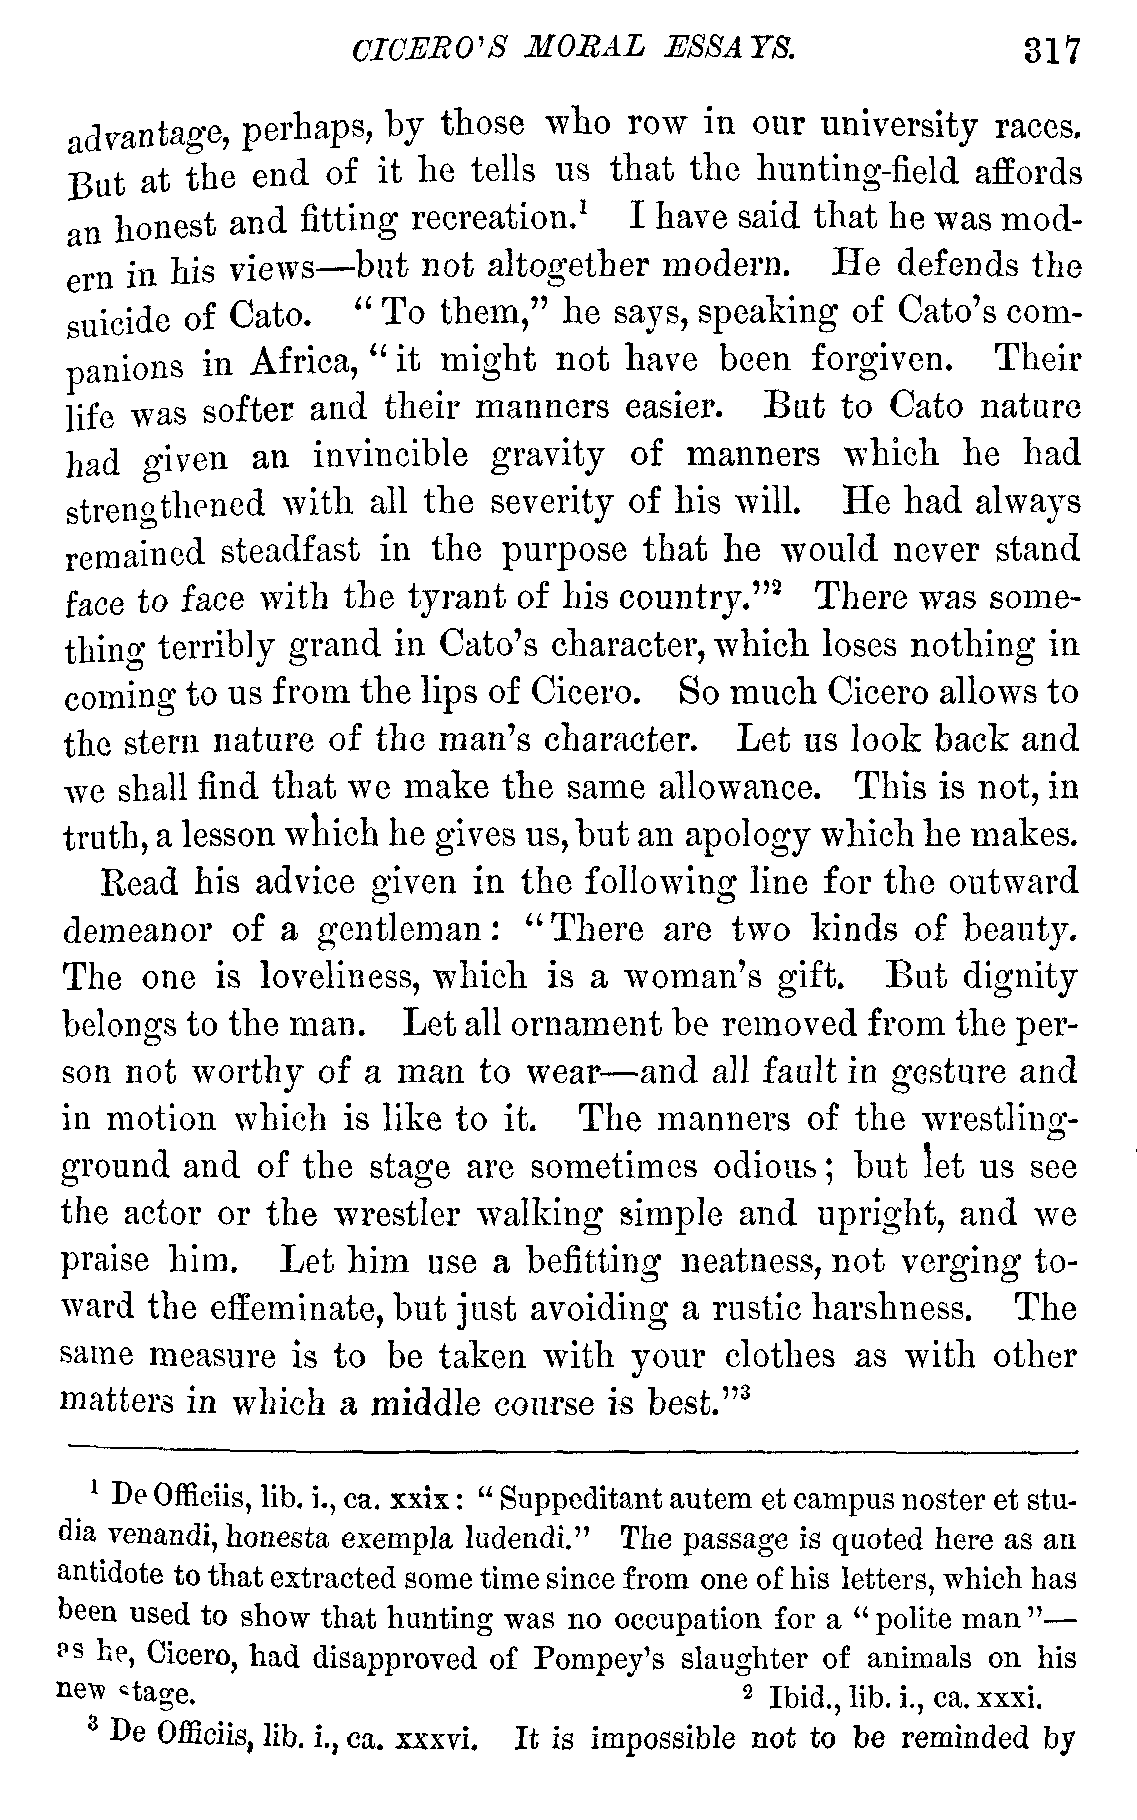 CICERO'S MORAL ESSAYS. 317
advantage, perhaps, by those who row in our university races.
But at the end of it he tells us that the hunting-field affords
an honest and fitting recreation.¹ I have said that he was mod-
ern in his views—but not altogether modern. He defends the
suicide of Cato. "To them," he says, speaking of Cato's com-
panions in Africa, "it might not have been forgiven. Their
life was softer and their manners easier. But to Cato nature
had given an invincible gravity of manners which he had
strengthened with all the severity of his will. He had always
remained steadfast in the purpose that he would never stand
face to face with the tyrant of his country."² There was some-
thing terribly grand in Cato's character, which loses nothing in
coming to us from the lips of Cicero. So much Cicero allows to
the stern nature of the man's character. Let us look back and
we shall find that we make the same allowance. This is not, in
truth, a lesson which he gives us, but an apology which he makes.
Read his advice given in the following line for the outward
demeanor of a gentleman: "There are two kinds of beauty.
The one is loveliness, which is a woman's gift. But dignity
belongs to the man. Let all ornament be removed from the per-
son not worthy of a man to wear—and all fault in gesture and
in motion which is like to it. The manners of the wrestling-
ground and of the stage are sometimes odious; but let us see
the actor or the wrestler walking simple and upright, and we
praise him. Let him use a befitting neatness, not verging to-
ward the effeminate, but just avoiding a rustic harshness. The
same measure is to be taken with your clothes as with other
matters in which a middle course is best."³
¹ De Officiis, lib. i., ca. xxix: "Suppeditant autem et campus noster et stu-
dia venandi, honesta exempla ludendi." The passage is quoted here as an
antidote to that extracted some time since from one of his letters, which has
been used to show that hunting was no occupation for a "polite man"—
as he, Cicero, had disapproved of Pompey's slaughter of animals on his
new stage. ² Ibid., lib. i., ca. xxxi.
³ De Officiis, lib. i., ca. xxxvi. It is impossible not to be reminded by